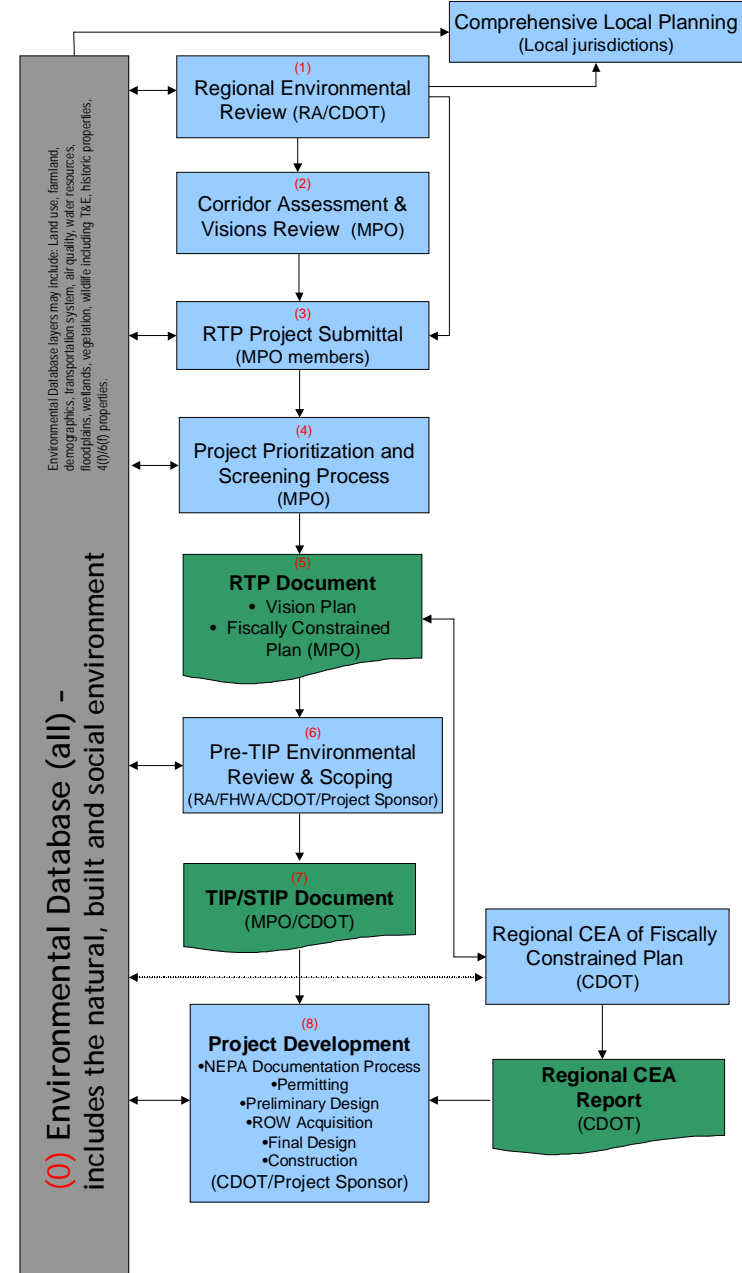 Comprehensive Local Planning
(Local jurisdictions)
(1)
Regional Environmental
Review (RA/CDOT)
(2)
Corridor Assessment &
Visions Review (MPO)
(3)
RTP Project Submittal
(MPO members)
(4)
Project Prioritization and
Screening Process
(MPO)
(5)
RTP Document
• Vision Plan
• Fiscally Constrained
Plan (MPO)
(6)
Pre-TIP Environmental
Review & Scoping
(RA/FHWA/CDOT/Project Sponsor)
(7)
TIP/STIP Document
(MPO/CDOT)
Regional CEA of Fiscally
Constrained Plan
(CDOT)
(8)
Project Development
•NEPA Documentation Process
•Permitting
•Preliminary Design
•ROW Acquisition
•Final Design
•Construction
(CDOT/Project Sponsor)
Regional CEA
Report
(CDOT)
(0) Environmental Database (all) -
includes the natural, built and social environment
Environmental Database layers may include: Land use, farmland,
demographics, transportation system, air quality, water resources,
floodplains, wetlands, vegetation, wildlife including T&E, historic properties,
4(f)/6(f) properties.